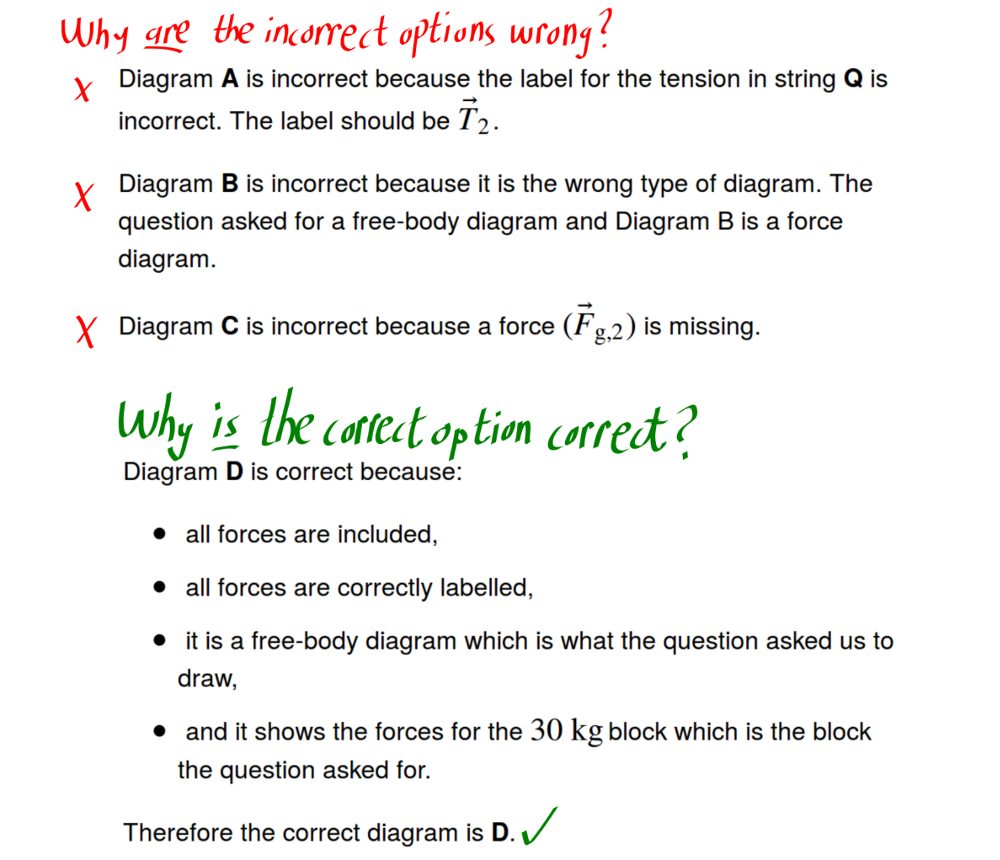 Why are the incorrect options wrong?
X Diagram A is incorrect because the label for the tension in string Q is
incorrect. The label should be T⃗₂.
X Diagram B is incorrect because it is the wrong type of diagram. The
question asked for a free-body diagram and Diagram B is a force
diagram.
X Diagram C is incorrect because a force (F⃗g,2) is missing.
Why is the correct option correct?
Diagram D is correct because:
● all forces are included,
● all forces are correctly labelled,
● it is a free-body diagram which is what the question asked us to
draw,
● and it shows the forces for the 30 kg block which is the block
the question asked for.
Therefore the correct diagram is D. ✓